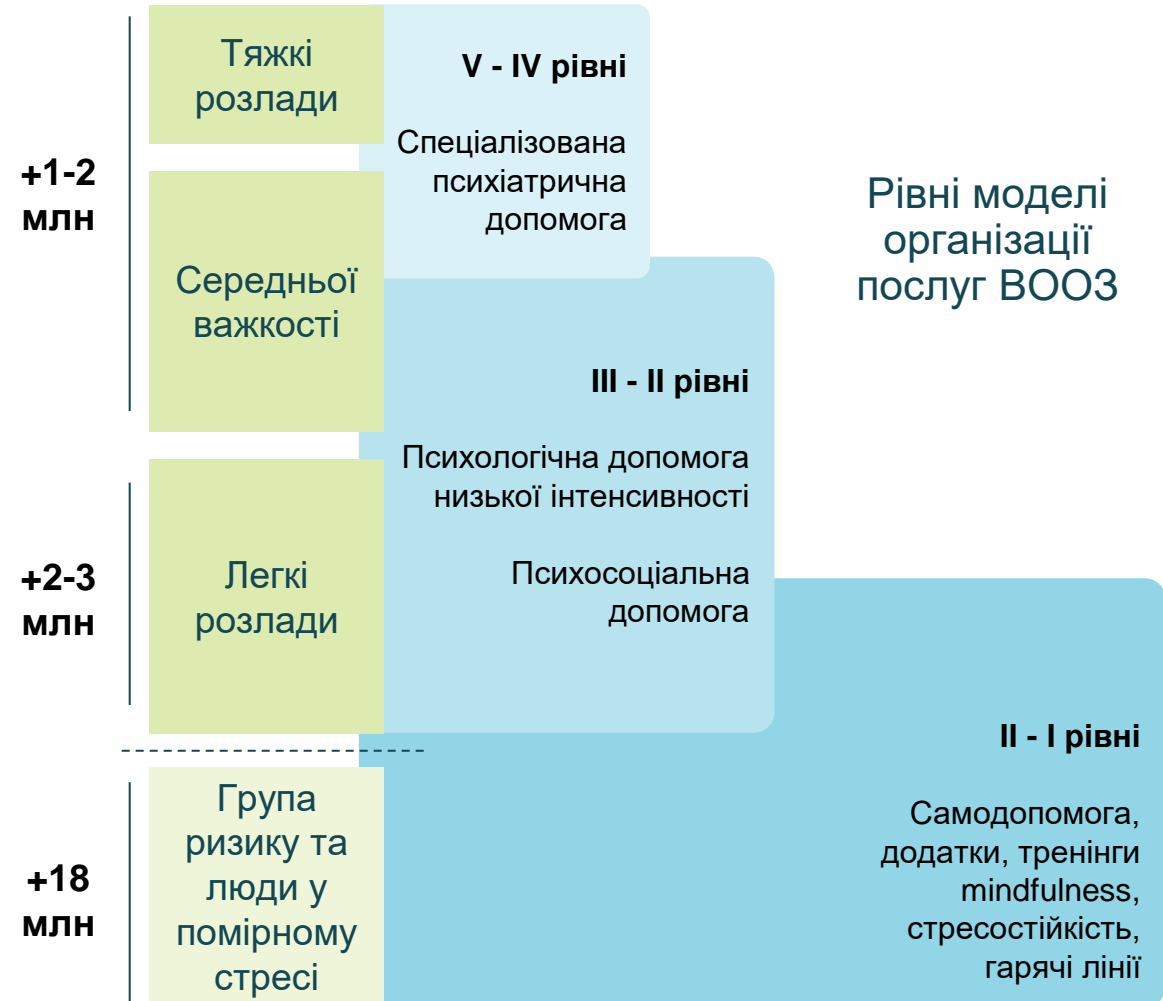 +1-2
млн
Тяжкі
розлади
Середньої
важкості
V - IV рівні
Спеціалізована
психіатрична
допомога
Рівні моделі
організації
послуг ВООЗ
+2-3
млн
Легкі
розлади
III - II рівні
Психологічна допомога
низької інтенсивності
Психосоціальна
допомога
+18
млн
Група
ризику та
люди у
помірному
стресі
II - I рівні
Самодопомога,
додатки, тренінги
mindfulness,
стресостійкість,
гарячі лінії